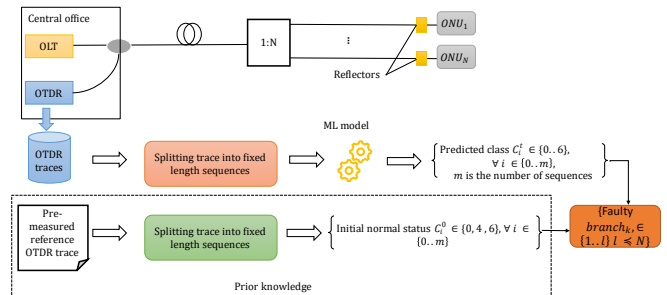 Central office
OLT
OTDR
1:N
⋮
ONU₁
ONU_N
Reflectors
OTDR
traces
Splitting trace into fixed
length sequences
ML model
{Predicted class C_i^t ∈ {0..6},
∀ i ∈ {0..m},
m is the number of sequences}
Pre-
measured
reference
OTDR trace
Splitting trace into fixed
length sequences
{Initial normal status C_i^0 ∈ {0, 4 , 6}, ∀ i ∈
{0..m}}
{Faulty
branch_k, ∈
{1..l} l ≼ N}
Prior knowledge